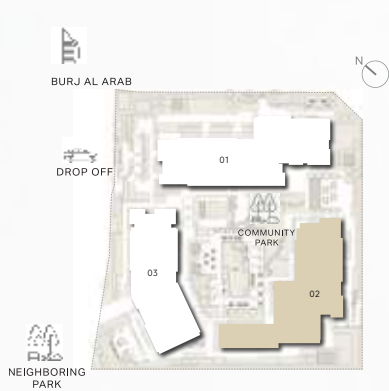 N
BURJ AL ARAB
DROP OFF
01
COMMUNITY
PARK
03
02
NEIGHBORING
PARK